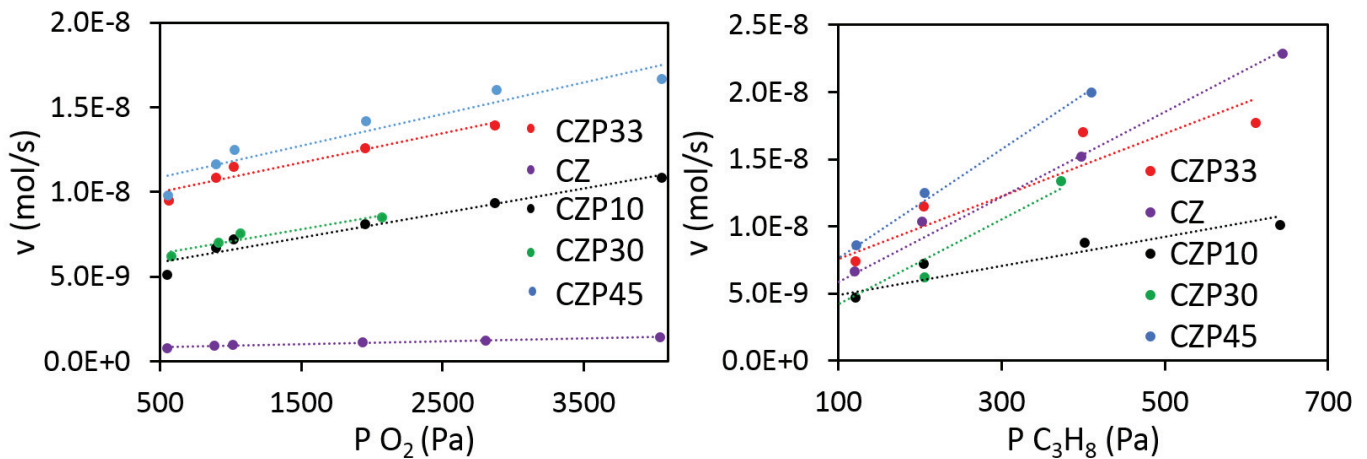 2.0E-8
1.5E-8
1.0E-8
5.0E-9
0.0E+0
v (mol/s)
500
1500
2500
3500
P O₂ (Pa)
CZP33
CZ
CZP10
CZP30
CZP45
2.5E-8
2.0E-8
1.5E-8
1.0E-8
5.0E-9
0.0E+0
v (mol/s)
100
300
500
700
P C₃H₈ (Pa)
CZP33
CZ
CZP10
CZP30
CZP45